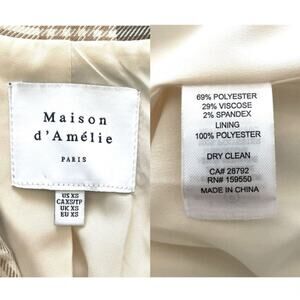 Maison
d'Amélie
PARIS
US XS
CA XS/TP
UK XS
EU XS
69% POLYESTER
29% VISCOSE
2% SPANDEX
LINING
100% POLYESTER
DRY CLEAN
CA# 28792
RN# 159550
MADE IN CHINA